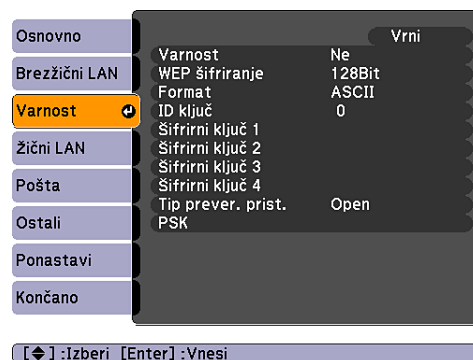 Osnovno
Brezžični LAN
Varnost
Žični LAN
Pošta
Ostali
Ponastavi
Končano
Vrni
Varnost Ne
WEP šifriranje 128Bit
Format ASCII
ID ključ 0
Šifrirni ključ 1
Šifrirni ključ 2
Šifrirni ključ 3
Šifrirni ključ 4
Tip prever. prist. Open
PSK
[◆] :Izberi [Enter] :Vnesi